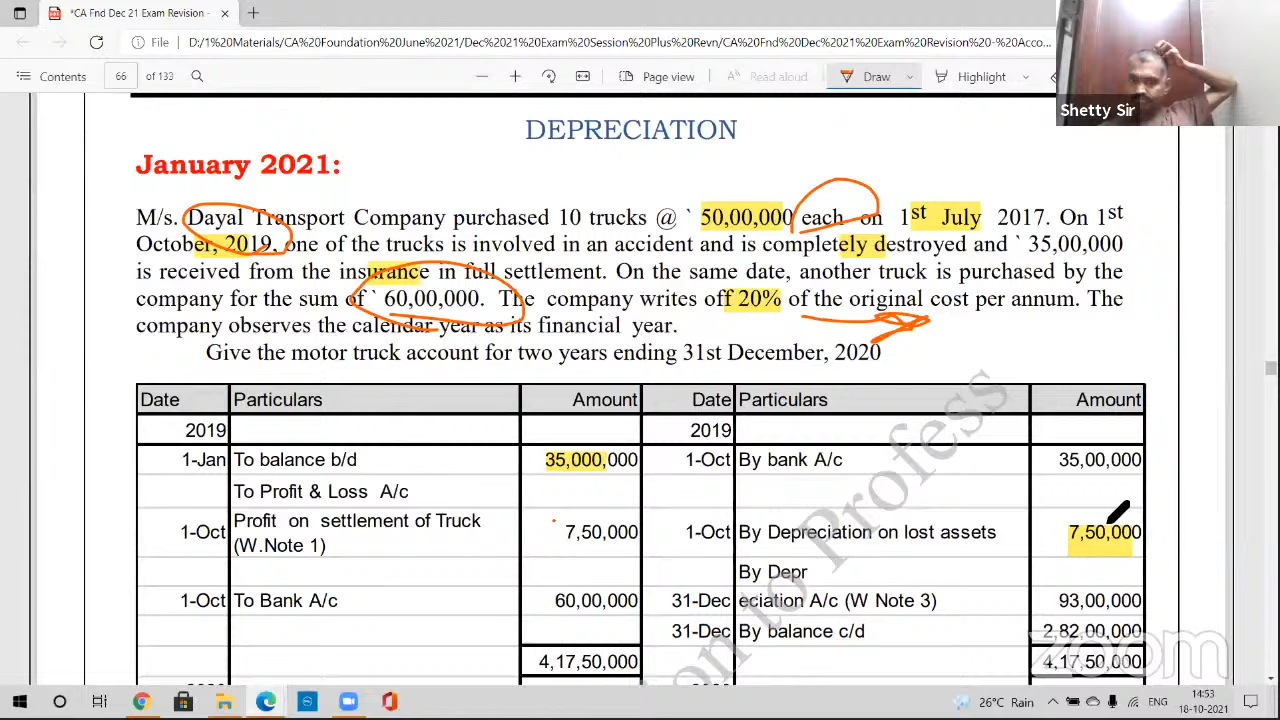 *CA Fnd Dec 21 Exam Revision -
File
D:/1%20Materials/CA%20Foundation%20June%2021/Dec%2021%20Exam%20Session%20Plus%20Revn/CA%20Fnd%20Dec%2021%20Exam%20Revision%20-%20Acco...
Contents 66 of 133 Page view Read aloud Draw Highlight
Shetty Sir
DEPRECIATION
January 2021:
M/s. Dayal Transport Company purchased 10 trucks @ ` 50,00,000 each on 1st July 2017. On 1st
October, 2019, one of the trucks is involved in an accident and is completely destroyed and ` 35,00,000
is received from the insurance in full settlement. On the same date, another truck is purchased by the
company for the sum of ` 60,00,000. The company writes off 20% of the original cost per annum. The
company observes the calendar year as its financial year.
Give the motor truck account for two years ending 31st December, 2020
Date Particulars Amount Date Particulars Amount
2019 2019
1-Jan To balance b/d 35,000,000 1-Oct By bank A/c 35,00,000
To Profit & Loss A/c
1-Oct Profit on settlement of Truck (W.Note 1) 7,50,000 1-Oct By Depreciation on lost assets 7,50,000
By Depr
1-Oct To Bank A/c 60,00,000 31-Dec eciation A/c (W Note 3) 93,00,000
31-Dec By balance c/d 2,82,00,000
4,17,50,000 4,17,50,000
on to Profess
zoom
26°C Rain ENG 14:53
18-10-2021